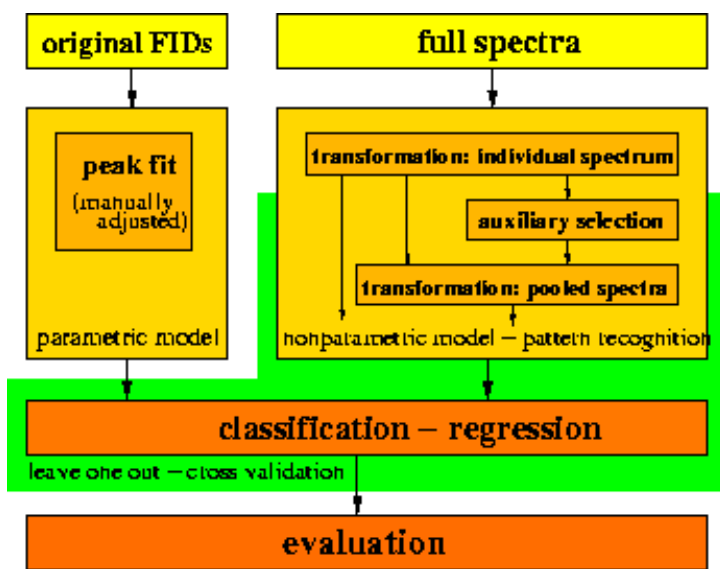 original FIDs
full spectra
peak fit
(manually
adjusted)
parametric model
transformation: individual spectrum
auxiliary selection
transformation: pooled spectra
nonparametric model – pattern recognition
classification – regression
leave one out – cross validation
evaluation